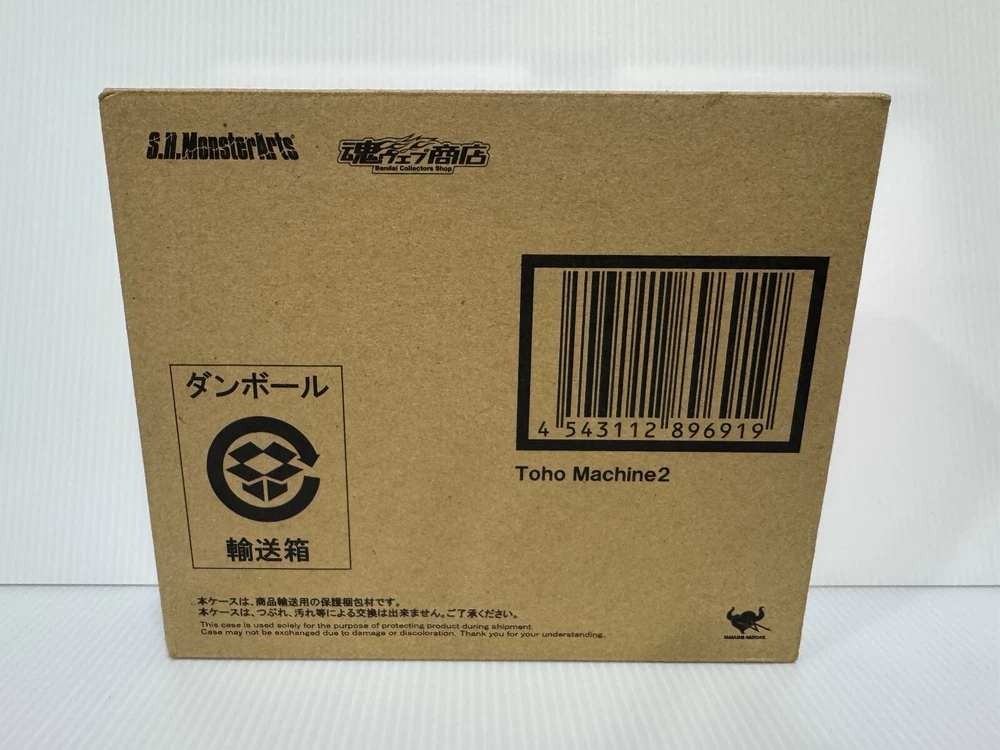 S.H.MonsterArts
魂ウェブ商店
Bandai Collectors Shop
4 543112 896919
Toho Machine2
ダンボール
輸送箱
本ケースは、商品輸送用の保護梱包材です。
本ケースは、つぶれ、汚れ等による交換は出来ません。ご了承ください。
This case is used solely for the purpose of protecting product during shipment.
Case may not be exchanged due to damage or discoloration. Thank you for your understanding.
TAMASHII NATIONS